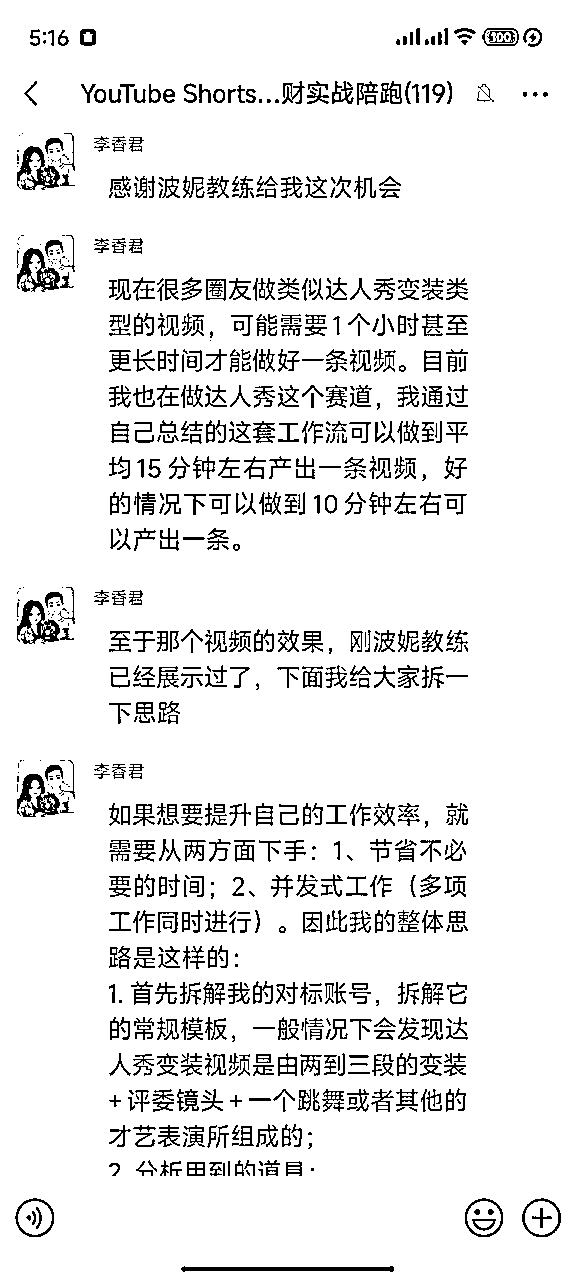 5:16
100
YouTube Shorts...财实战陪跑(119)
李香君
感谢波妮教练给我这次机会
李香君
现在很多圈友做类似达人秀变装类
型的视频，可能需要1个小时甚至
更长时间才能做好一条视频。目前
我也在做达人秀这个赛道，我通过
自己总结的这套工作流可以做到平
均15分钟左右产出一条视频，好
的情况下可以做到10分钟左右可
以产出一条。
李香君
至于那个视频的效果，刚波妮教练
已经展示过了，下面我给大家拆一
下思路
李香君
如果想要提升自己的工作效率，就
需要从两方面下手：1、节省不必
要的时间；2、并发式工作（多项
工作同时进行）。因此我的整体思
路是这样的：
1. 首先拆解我的对标账号，拆解它
的常规模板，一般情况下会发现达
人秀变装视频是由两到三段的变装
+评委镜头+一个跳舞或者其他的
才艺表演所组成的；
2. 分析用到的道具：